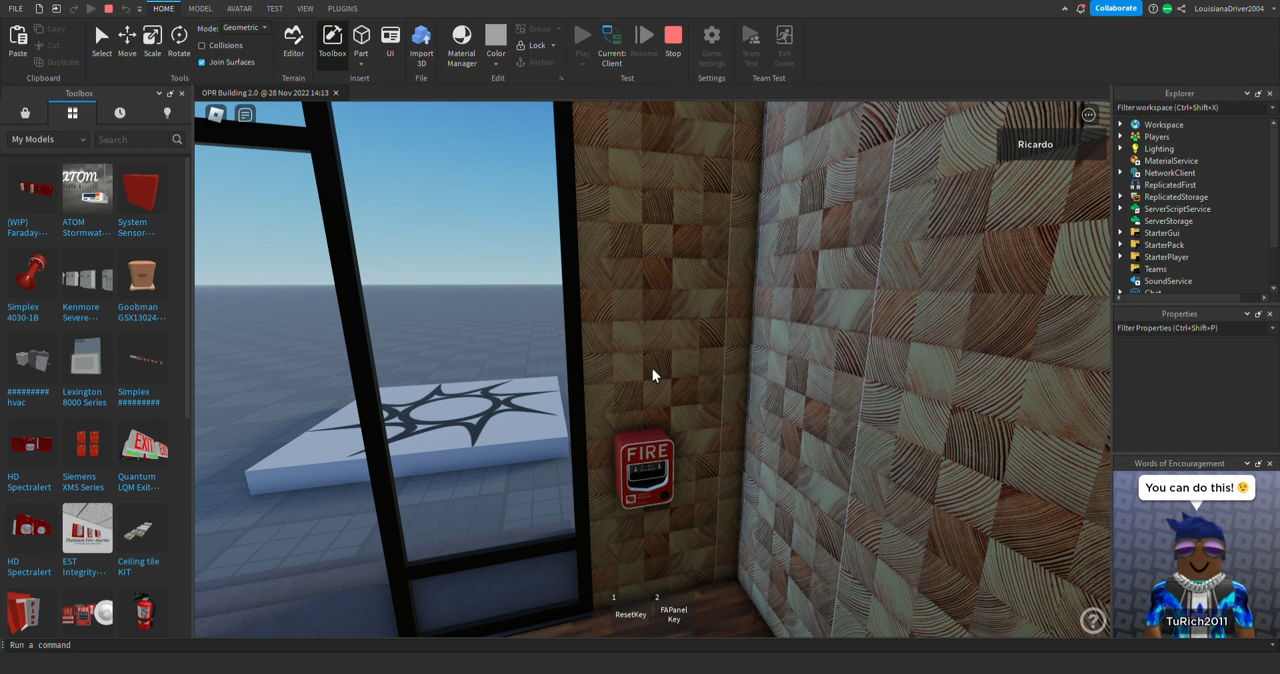 FILE
HOME
MODEL
AVATAR
TEST
VIEW
PLUGINS
Collaborate
LouisianaDriver2004
Paste
Copy
Cut
Duplicate
Clipboard
Select
Move
Scale
Rotate
Mode: Geometric
Collisions
Join Surfaces
Tools
Editor
Terrain
Toolbox
Part
UI
Insert
Import
3D
File
Material
Manager
Color
Group
Lock
Anchor
Edit
Play
Current:
Client
Resume
Stop
Test
Game
Settings
Settings
Team
Test
Exit
Game
Team Test
Toolbox
My Models
Search
(WIP)
Faraday···
ATOM
ATOM
Stormwat···
System
Sensor···
Simplex
4030-1B
Kenmore
Severe···
Goobman
GSX13024···
#########
hvac
Lexington
8000 Series
Simplex
#########
HD
Spectralert
Siemens
XMS Series
EXIT
Quantum
LQM Exit···
HD
Spectralert
EST
Integrity···
Ceiling tile
KIT
FIRE
OPR Building 2.0 @ 28 Nov 2022 14:13
Ricardo
FIRE
1
ResetKey
2
FAPanel
Key
?
Explorer
Filter workspace (Ctrl+Shift+X)
Workspace
Players
Lighting
MaterialService
NetworkClient
ReplicatedFirst
ReplicatedStorage
ServerScriptService
ServerStorage
StarterGui
StarterPack
StarterPlayer
Teams
SoundService
Chat
Properties
Filter Properties (Ctrl+Shift+P)
Words of Encouragement
You can do this! 😉
TuRich2011
Run a command